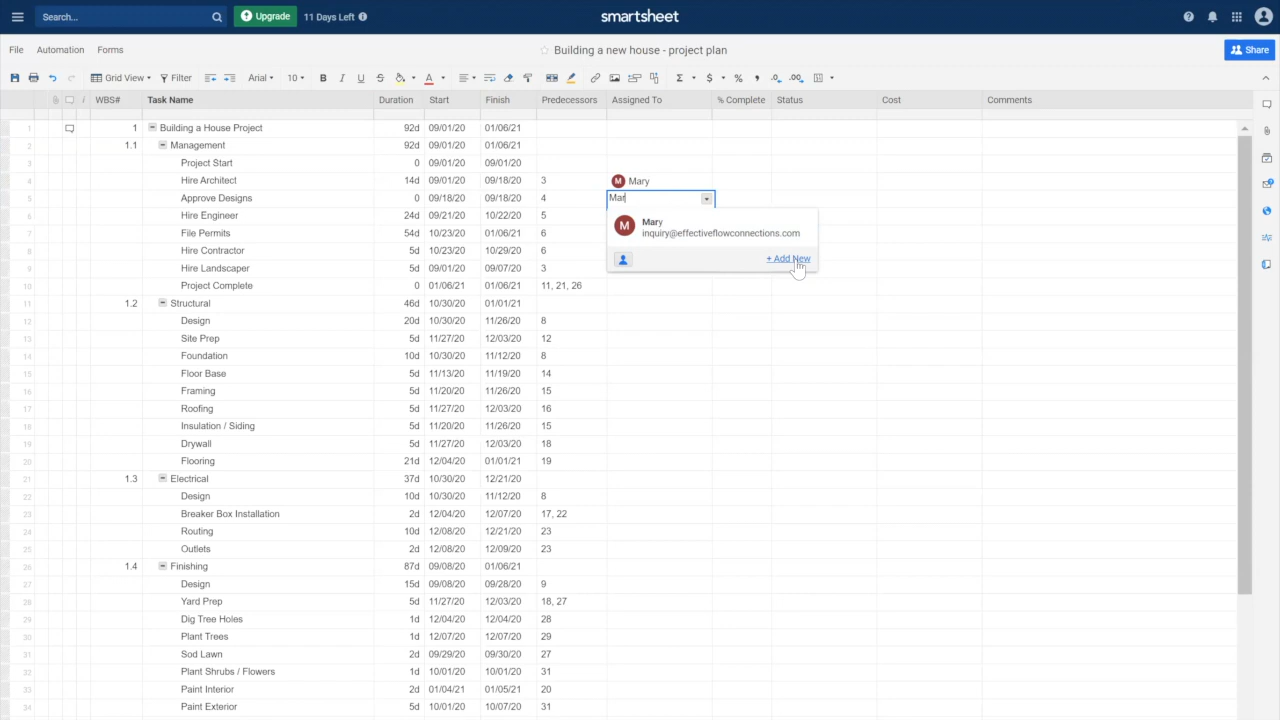 Search...
Upgrade
11 Days Left
smartsheet
File Automation Forms
Building a new house - project plan
Share
Grid View Filter Arial 10 B I U S A Σ $ % , .0 .00
WBS# Task Name Duration Start Finish Predecessors Assigned To % Complete Status Cost Comments
1 1 Building a House Project 92d 09/01/20 01/06/21
2 1.1 Management 92d 09/01/20 01/06/21
3 Project Start 0 09/01/20 09/01/20
4 Hire Architect 14d 09/01/20 09/18/20 3 M Mary
5 Approve Designs 0 09/18/20 09/18/20 4 Mar
6 Hire Engineer 24d 09/21/20 10/22/20 5
M Mary
7 File Permits 54d 10/23/20 01/06/21 6
inquiry@effectiveflowconnections.com
8 Hire Contractor 5d 10/23/20 10/29/20 6
+ Add New
9 Hire Landscaper 5d 09/01/20 09/07/20 3
10 Project Complete 0 01/06/21 01/06/21 11, 21, 26
11 1.2 Structural 46d 10/30/20 01/01/21
12 Design 20d 10/30/20 11/26/20 8
13 Site Prep 5d 11/27/20 12/03/20 12
14 Foundation 10d 10/30/20 11/12/20 8
15 Floor Base 5d 11/13/20 11/19/20 14
16 Framing 5d 11/20/20 11/26/20 15
17 Roofing 5d 11/27/20 12/03/20 16
18 Insulation / Siding 5d 11/20/20 11/26/20 15
19 Drywall 5d 11/27/20 12/03/20 18
20 Flooring 21d 12/04/20 01/01/21 19
21 1.3 Electrical 37d 10/30/20 12/21/20
22 Design 10d 10/30/20 11/12/20 8
23 Breaker Box Installation 2d 12/04/20 12/07/20 17, 22
24 Routing 10d 12/08/20 12/21/20 23
25 Outlets 2d 12/08/20 12/09/20 23
26 1.4 Finishing 87d 09/08/20 01/06/21
27 Design 15d 09/08/20 09/28/20 9
28 Yard Prep 5d 11/27/20 12/03/20 18, 27
29 Dig Tree Holes 1d 12/04/20 12/04/20 28
30 Plant Trees 1d 12/07/20 12/07/20 29
31 Sod Lawn 2d 09/29/20 09/30/20 27
32 Plant Shrubs / Flowers 1d 10/01/20 10/01/20 31
33 Paint Interior 2d 01/04/21 01/05/21 20
34 Paint Exterior 5d 10/01/20 10/07/20 31